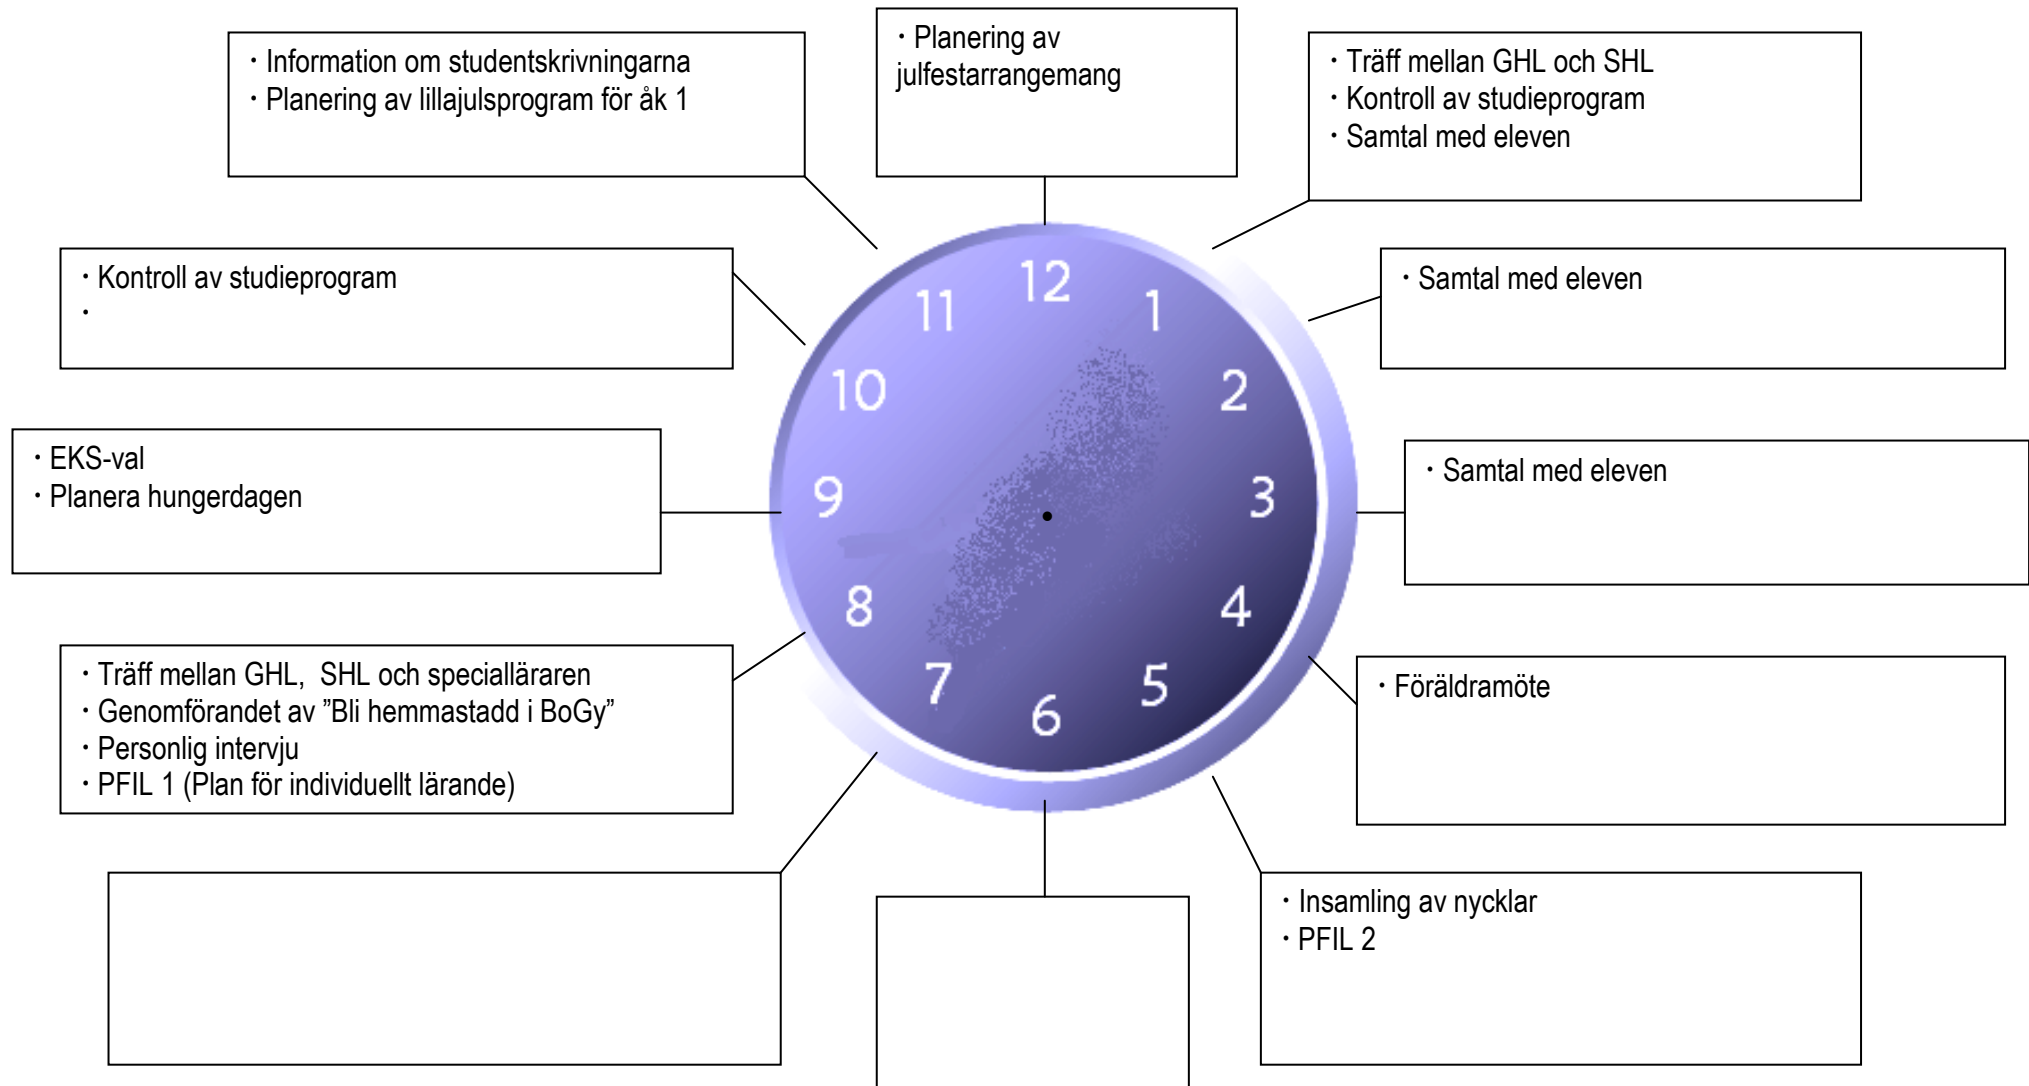 · Information om studentskrivningarna
· Planering av lillajulsprogram för åk 1
· Planering av
julfestarrangemang
· Träff mellan GHL och SHL
· Kontroll av studieprogram
· Samtal med eleven
· Kontroll av studieprogram
·
· Samtal med eleven
12
11
1
10
2
9
3
8
4
7
5
6
· EKS-val
· Planera hungerdagen
· Samtal med eleven
· Träff mellan GHL, SHL och specialläraren
· Genomförandet av ”Bli hemmastadd i BoGy”
· Personlig intervju
· PFIL 1 (Plan för individuellt lärande)
· Föräldramöte
· Insamling av nycklar
· PFIL 2